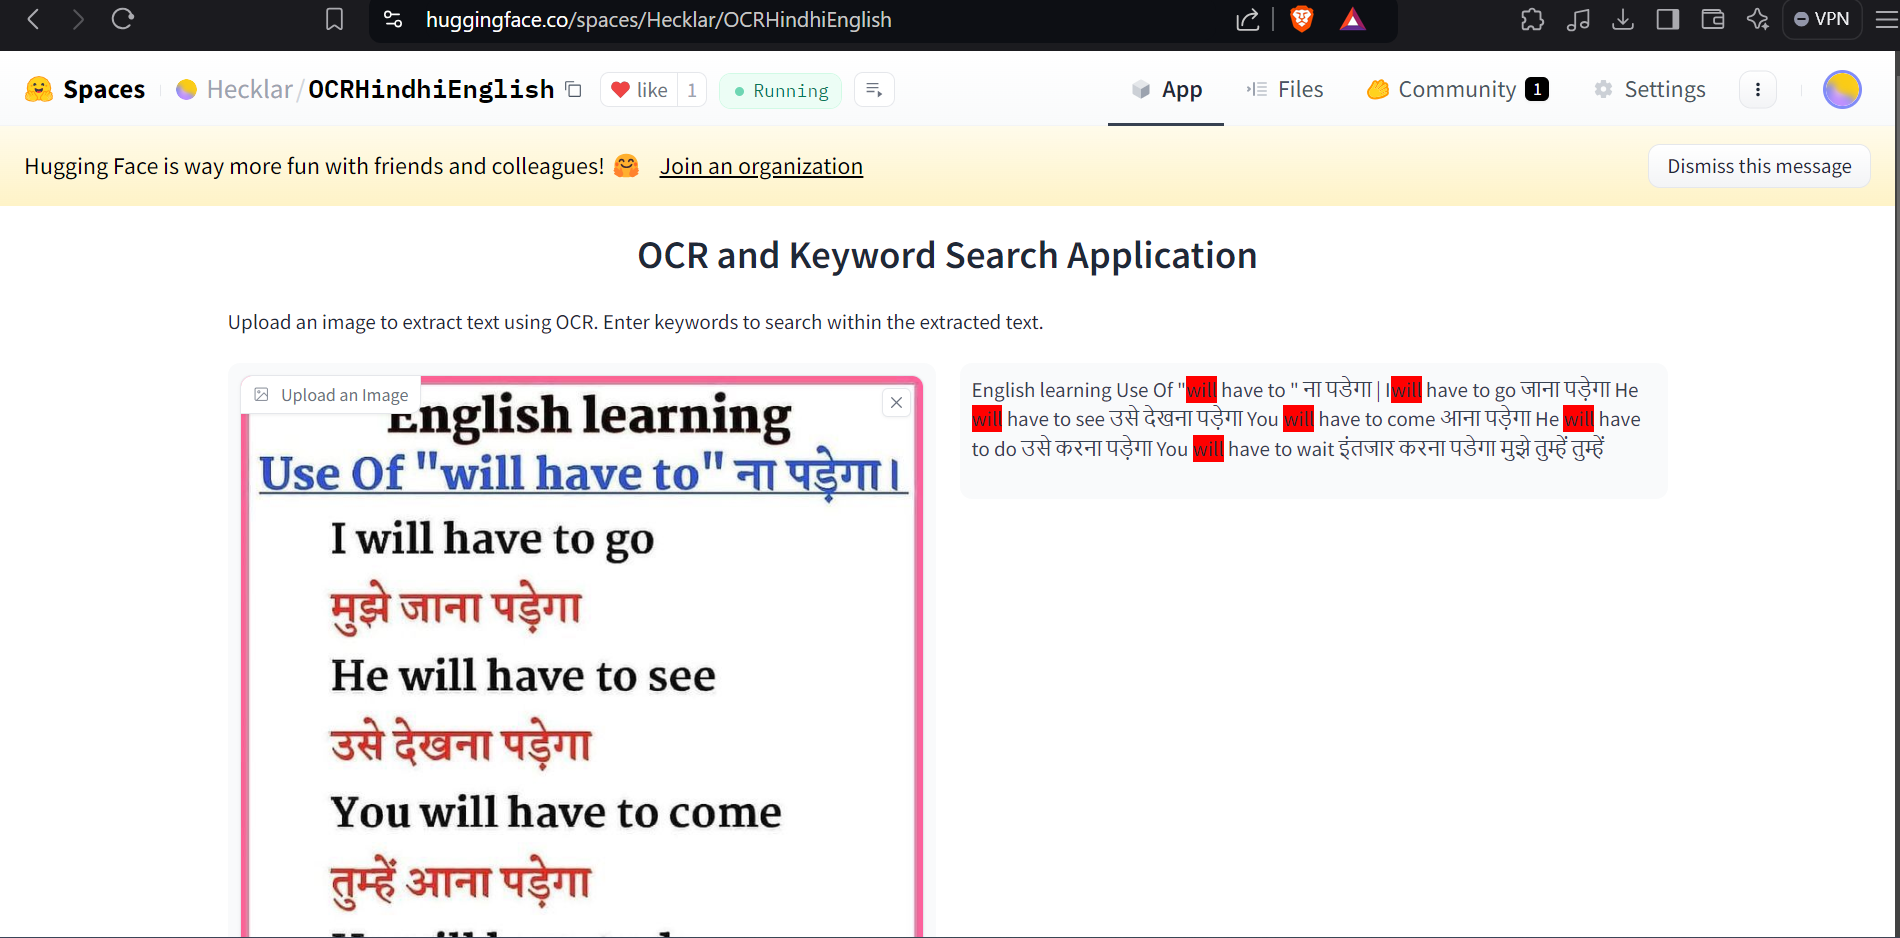 huggingface.co/spaces/Hecklar/OCRHindhiEnglish
VPN
Spaces
Hecklar/OCRHindhiEnglish
like 1
Running
App
Files
Community 1
Settings
Hugging Face is way more fun with friends and colleagues! 🤗 Join an organization
Dismiss this message
OCR and Keyword Search Application
Upload an image to extract text using OCR. Enter keywords to search within the extracted text.
Upload an Image
English learning
Use Of "will have to" ना पड़ेगा।
I will have to go
मुझे जाना पड़ेगा
He will have to see
उसे देखना पड़ेगा
You will have to come
तुम्हें आना पड़ेगा
English learning Use Of "will have to " ना पडेगा | Iwill have to go जाना पड़ेगा He
will have to see उसे देखना पड़ेगा You will have to come आना पड़ेगा He will have
to do उसे करना पड़ेगा You will have to wait इंतजार करना पडेगा मुझे तुम्हें तुम्हें